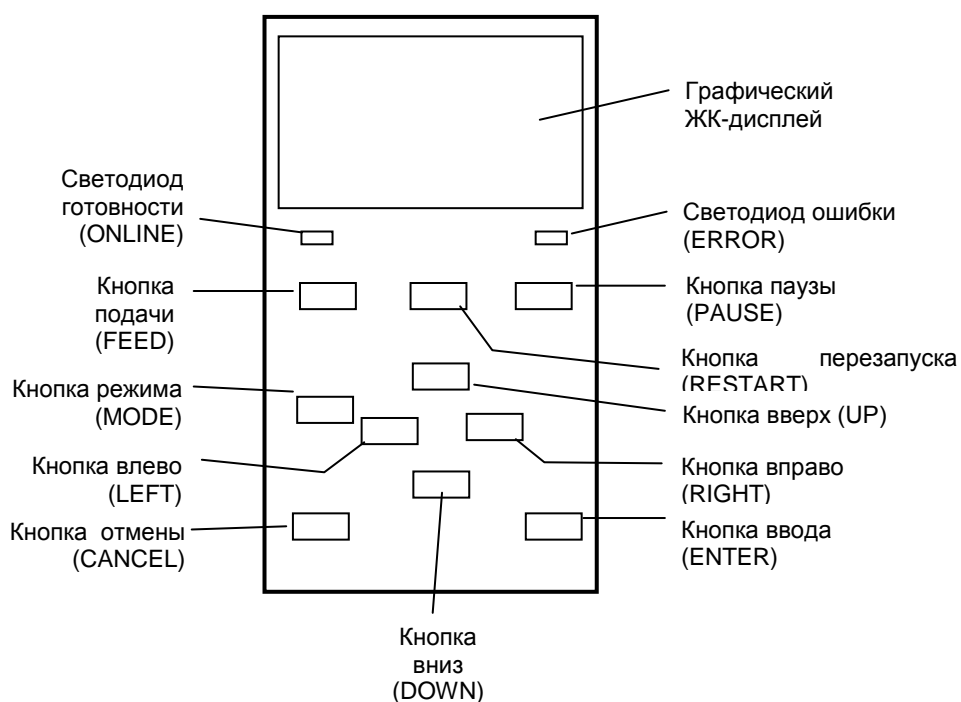 Графический
ЖК-дисплей
Светодиод
готовности
(ONLINE)
Светодиод ошибки
(ERROR)
Кнопка
подачи
(FEED)
Кнопка паузы
(PAUSE)
Кнопка перезапуска
(RESTART)
Кнопка режима
(MODE)
Кнопка вверх (UP)
Кнопка влево
(LEFT)
Кнопка вправо
(RIGHT)
Кнопка отмены
(CANCEL)
Кнопка ввода
(ENTER)
Кнопка
вниз
(DOWN)